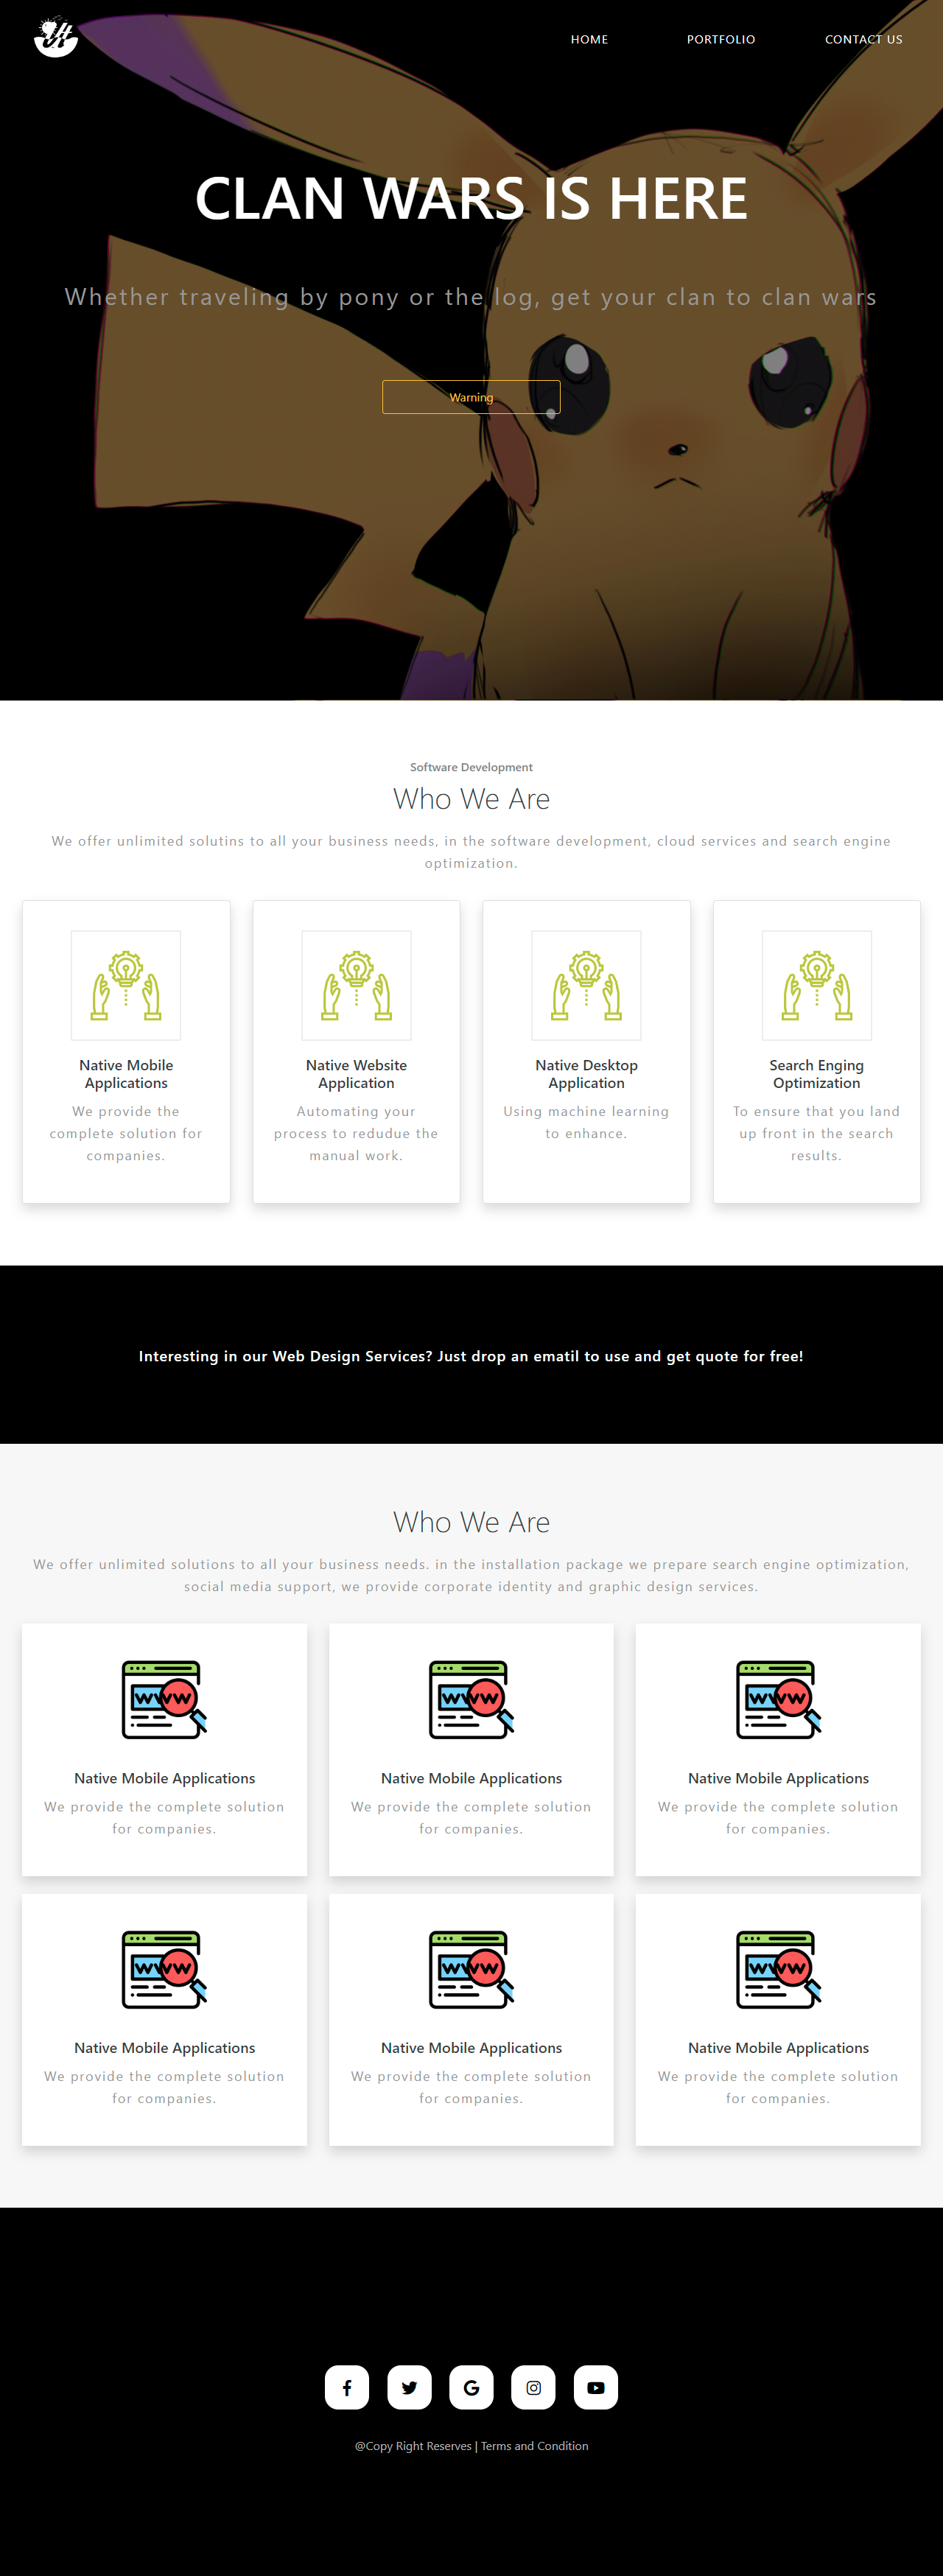 HOME PORTFOLIO CONTACT US
CLAN WARS IS HERE
Whether traveling by pony or the log, get your clan to clan wars
Warning
Software Development
Who We Are
We offer unlimited solutins to all your business needs, in the software development, cloud services and search engine
optimization.
Native Mobile
Applications
We provide the
complete solution for
companies.
Native Website
Application
Automating your
process to redudue the
manual work.
Native Desktop
Application
Using machine learning
to enhance.
Search Enging
Optimization
To ensure that you land
up front in the search
results.
Interesting in our Web Design Services? Just drop an ematil to use and get quote for free!
Who We Are
We offer unlimited solutions to all your business needs. in the installation package we prepare search engine optimization,
social media support, we provide corporate identity and graphic design services.
WVVW
Native Mobile Applications
We provide the complete solution
for companies.
WVVW
Native Mobile Applications
We provide the complete solution
for companies.
WVVW
Native Mobile Applications
We provide the complete solution
for companies.
WVVW
Native Mobile Applications
We provide the complete solution
for companies.
WVVW
Native Mobile Applications
We provide the complete solution
for companies.
WVVW
Native Mobile Applications
We provide the complete solution
for companies.
@Copy Right Reserves | Terms and Condition